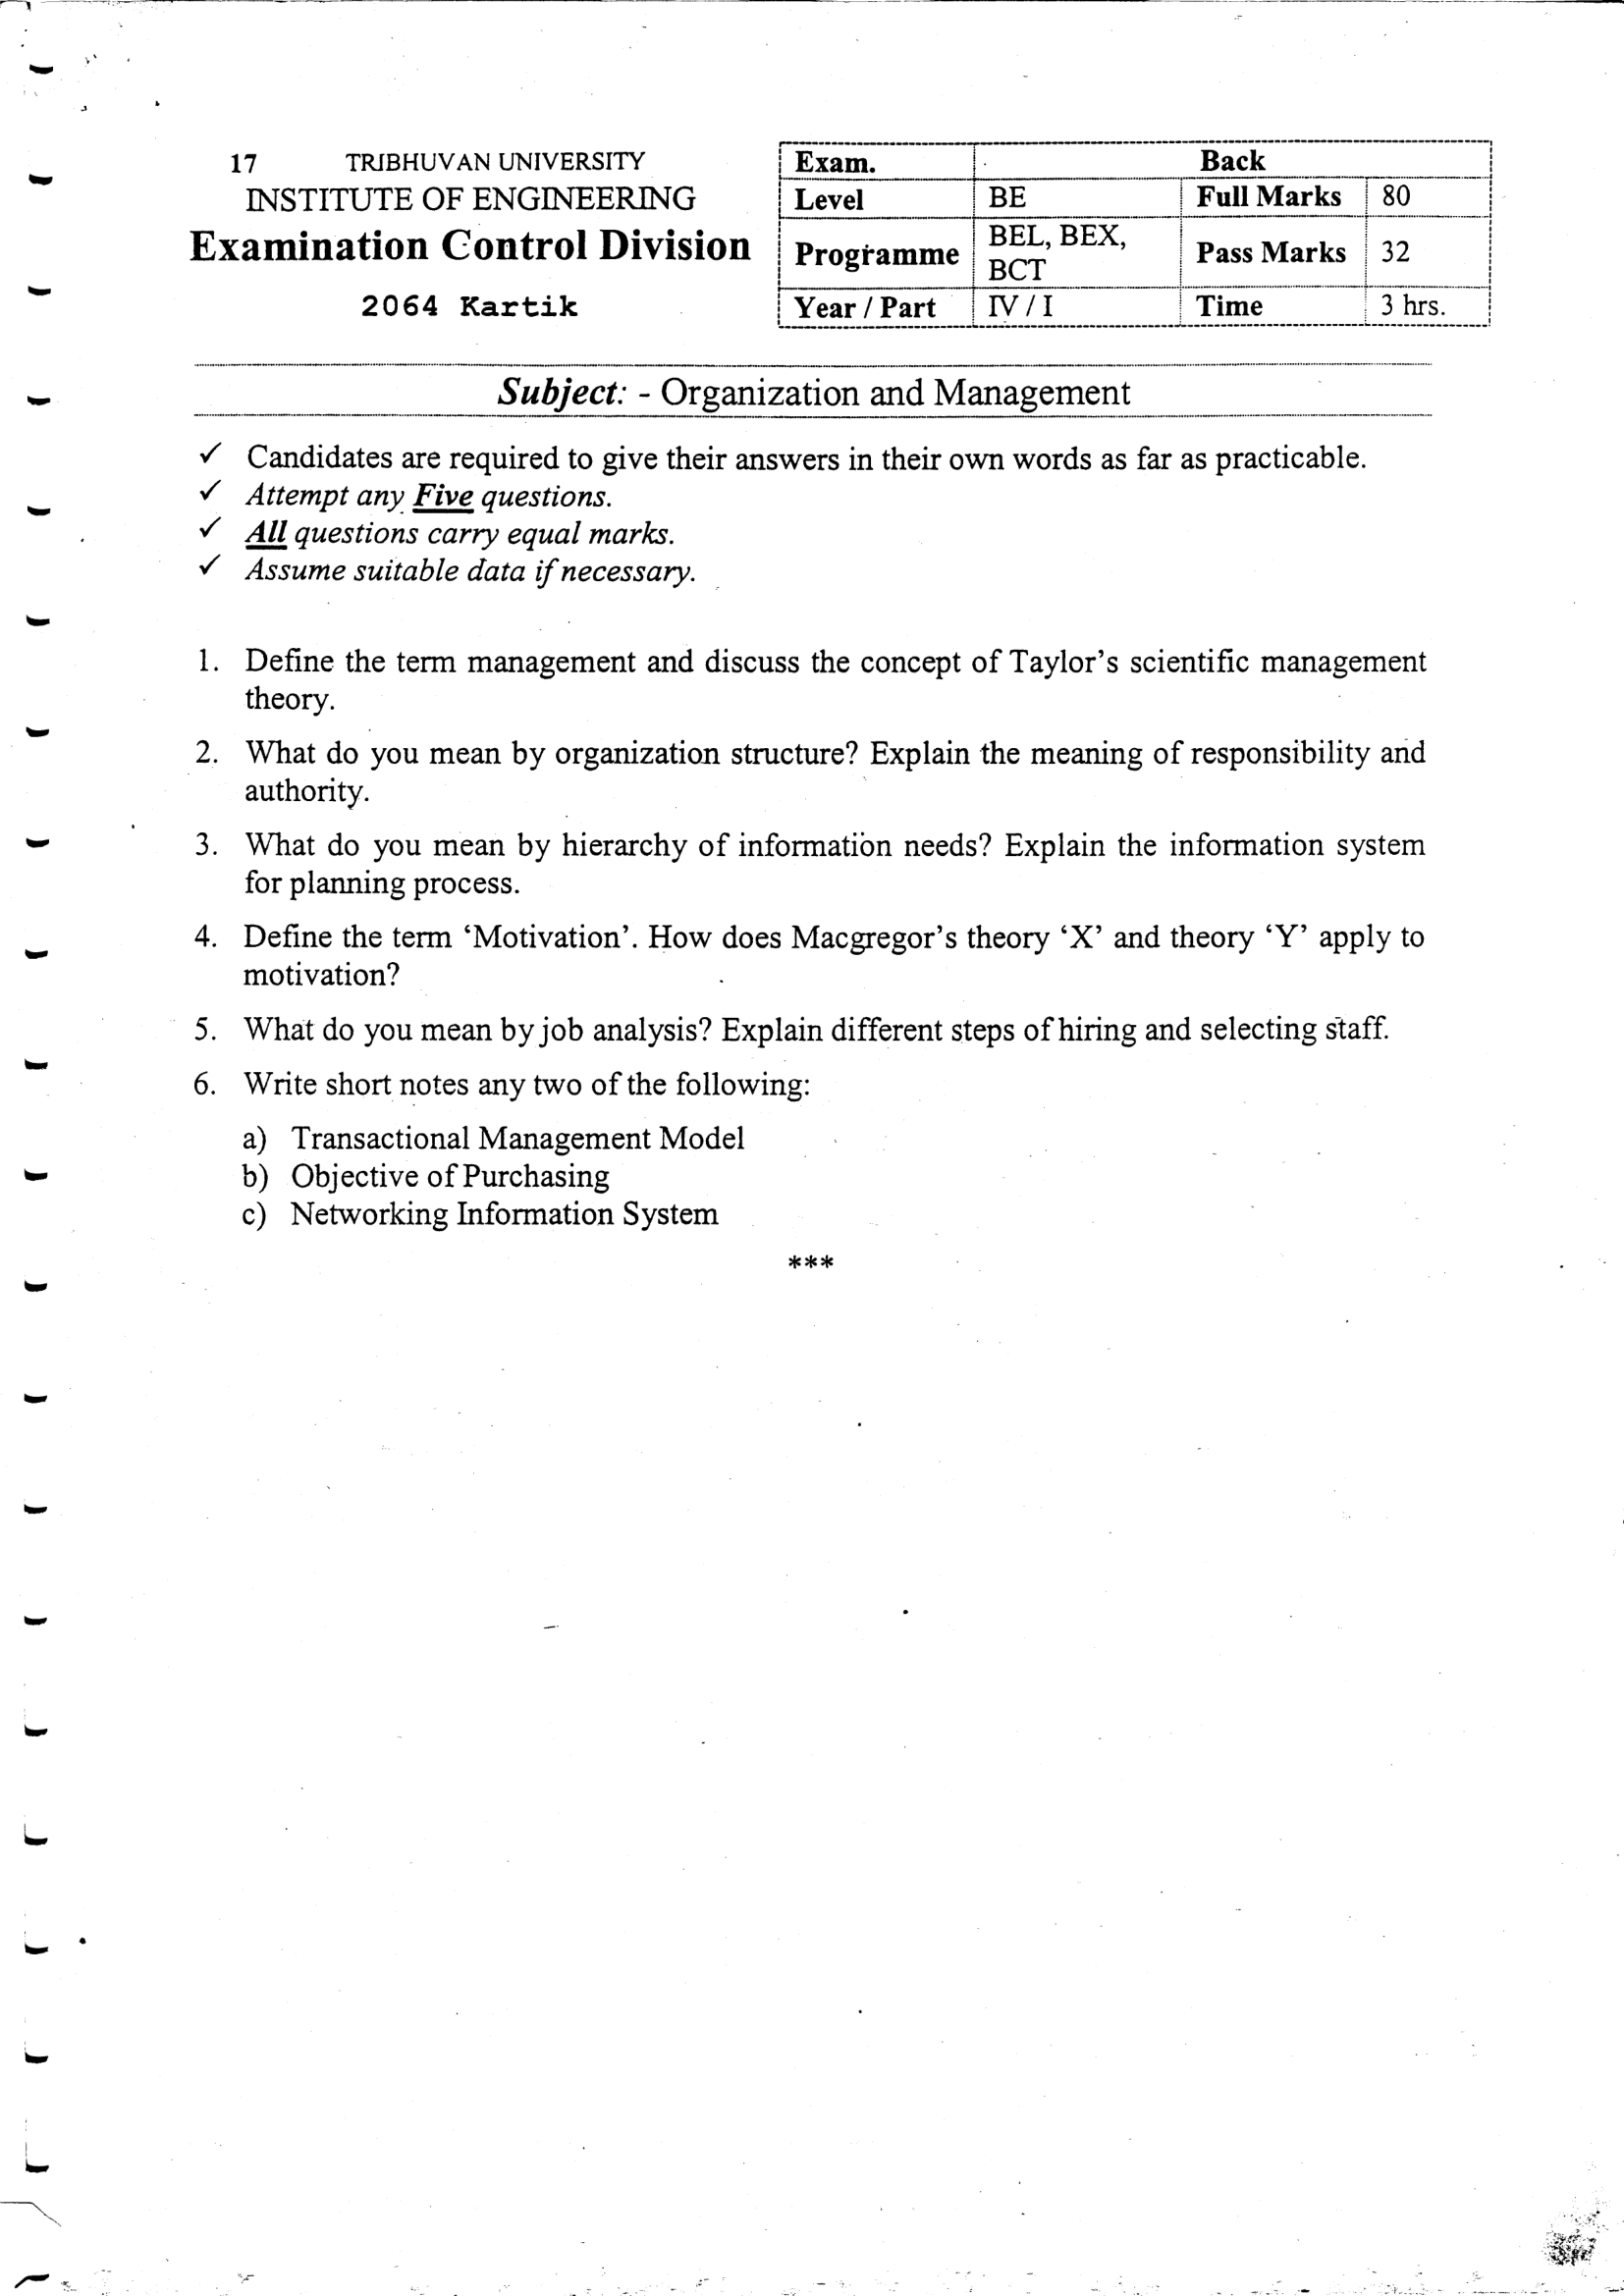 17 TRIBHUVAN UNIVERSITY
INSTITUTE OF ENGINEERING
Examination Control Division
2064 Kartik
Exam. Back
Level BE Full Marks 80
Programme BEL, BEX, BCT Pass Marks 32
Year / Part IV / I Time 3 hrs.
Subject: - Organization and Management
✓ Candidates are required to give their answers in their own words as far as practicable.
✓ Attempt any Five questions.
✓ All questions carry equal marks.
✓ Assume suitable data if necessary.
1. Define the term management and discuss the concept of Taylor's scientific management
theory.
2. What do you mean by organization structure? Explain the meaning of responsibility and
authority.
3. What do you mean by hierarchy of information needs? Explain the information system
for planning process.
4. Define the term ‘Motivation’. How does Macgregor's theory ‘X’ and theory ‘Y’ apply to
motivation?
5. What do you mean by job analysis? Explain different steps of hiring and selecting staff.
6. Write short notes any two of the following:
a) Transactional Management Model
b) Objective of Purchasing
c) Networking Information System
***